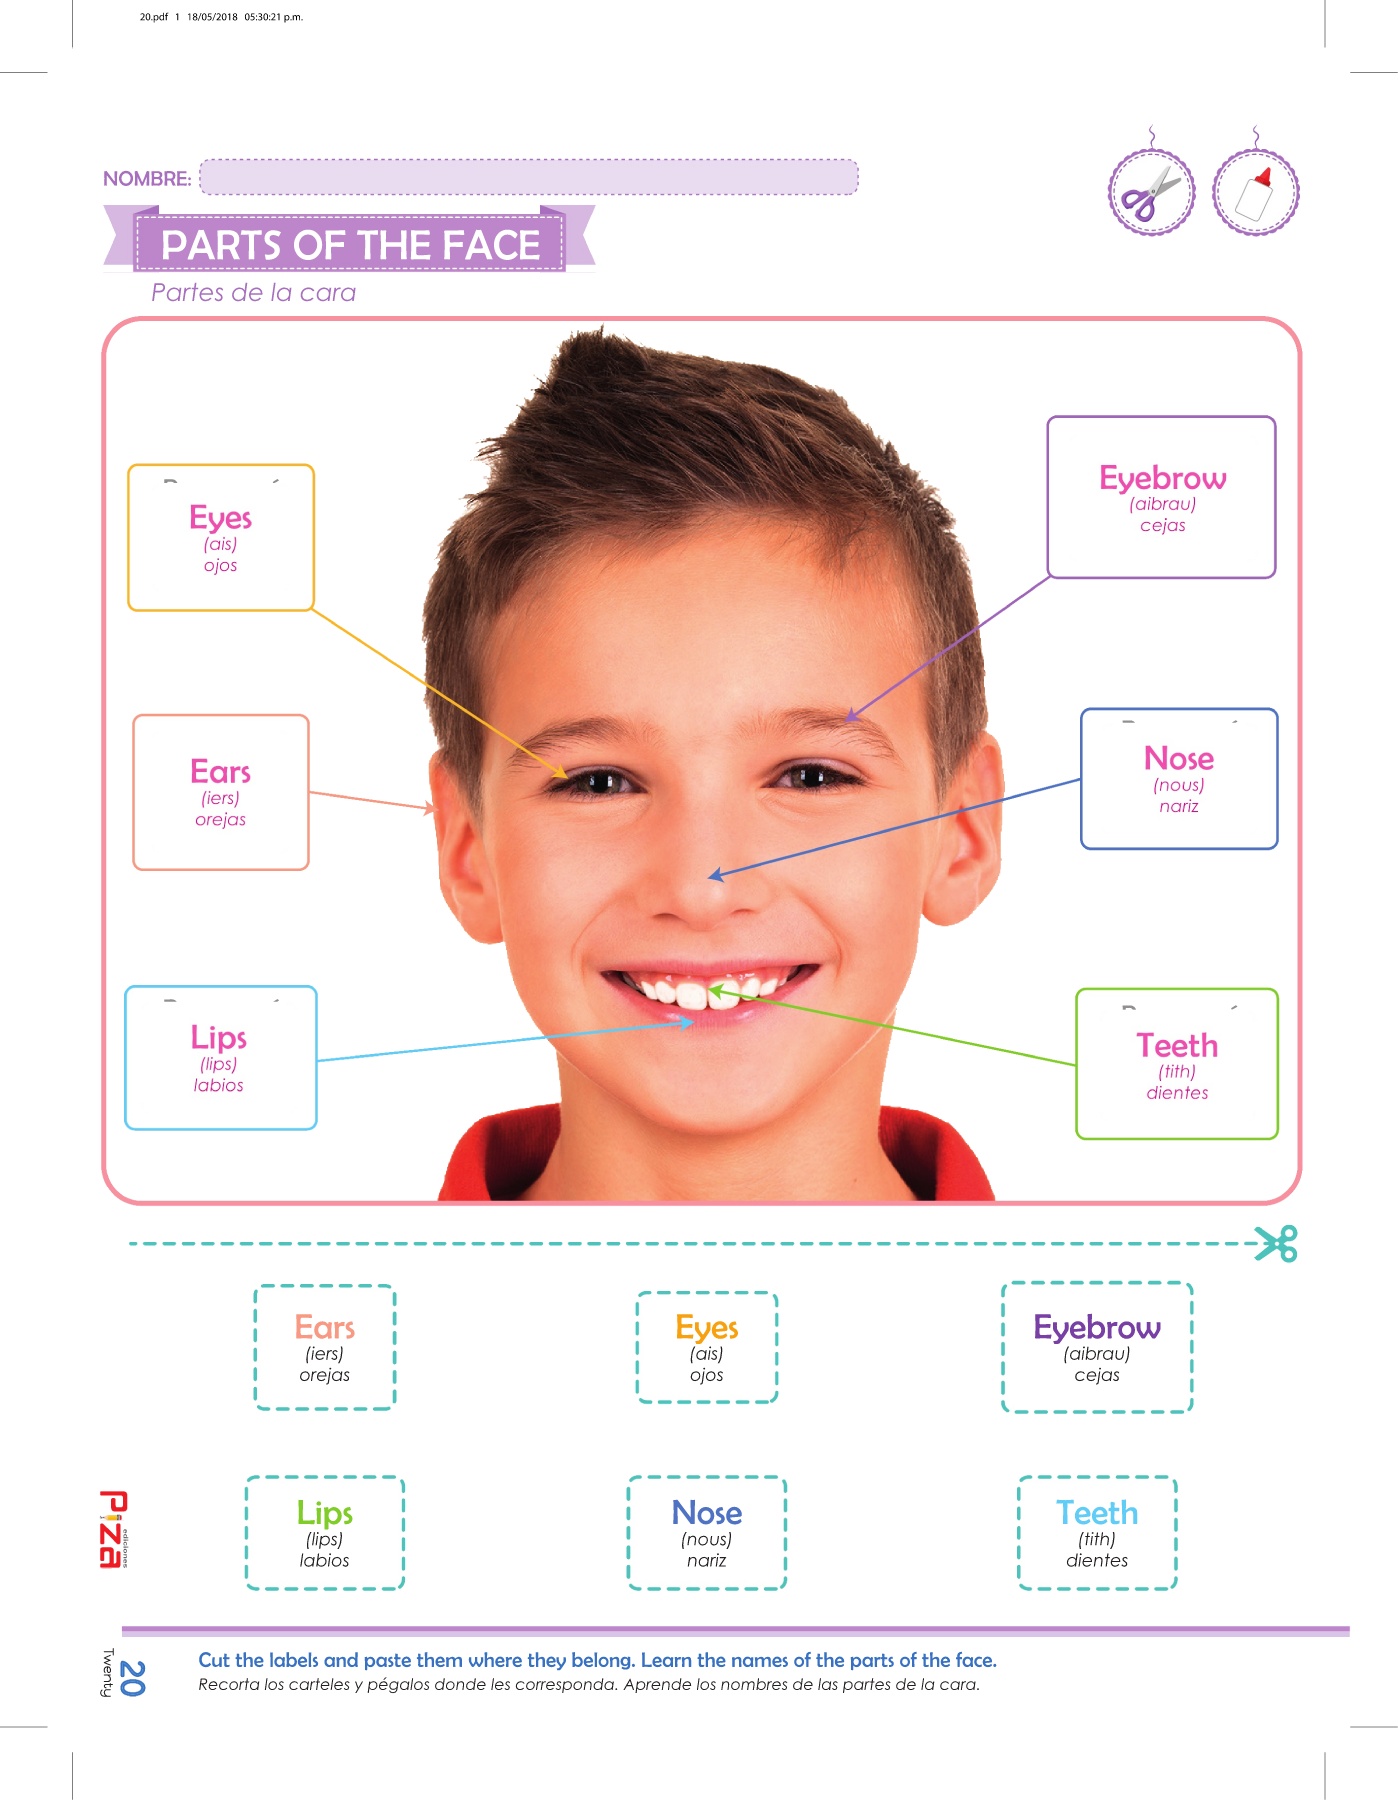 20.pdf 1 18/05/2018 05:30:21 p.m.
NOMBRE:
PARTS OF THE FACE
Partes de la cara
Eyes
(ais)
ojos
Eyebrow
(aibrau)
cejas
Ears
(iers)
orejas
Nose
(nous)
nariz
Lips
(lips)
labios
Teeth
(tith)
dientes
Ears
(iers)
orejas
Eyes
(ais)
ojos
Eyebrow
(aibrau)
cejas
Lips
(lips)
labios
Nose
(nous)
nariz
Teeth
(tith)
dientes
Piza
ediciones
20
Twenty
Cut the labels and paste them where they belong. Learn the names of the parts of the face.
Recorta los carteles y pégalos donde les corresponda. Aprende los nombres de las partes de la cara.